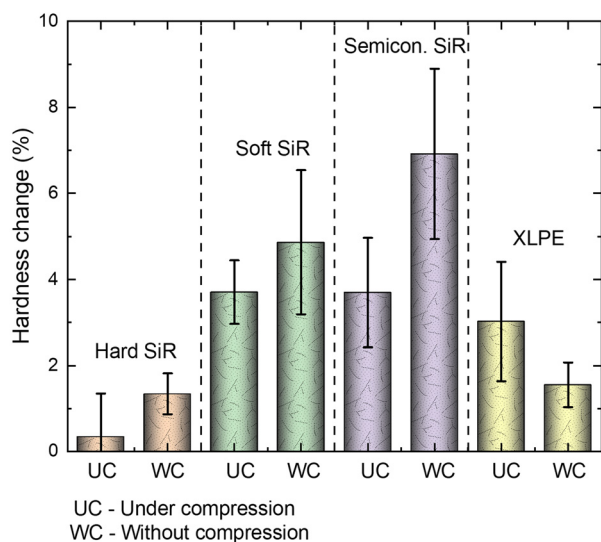 10
8
6
4
2
0
Hardness change (%)
Semicon. SiR
Soft SiR
XLPE
Hard SiR
UC WC UC WC UC WC UC WC
UC - Under compression
WC - Without compression